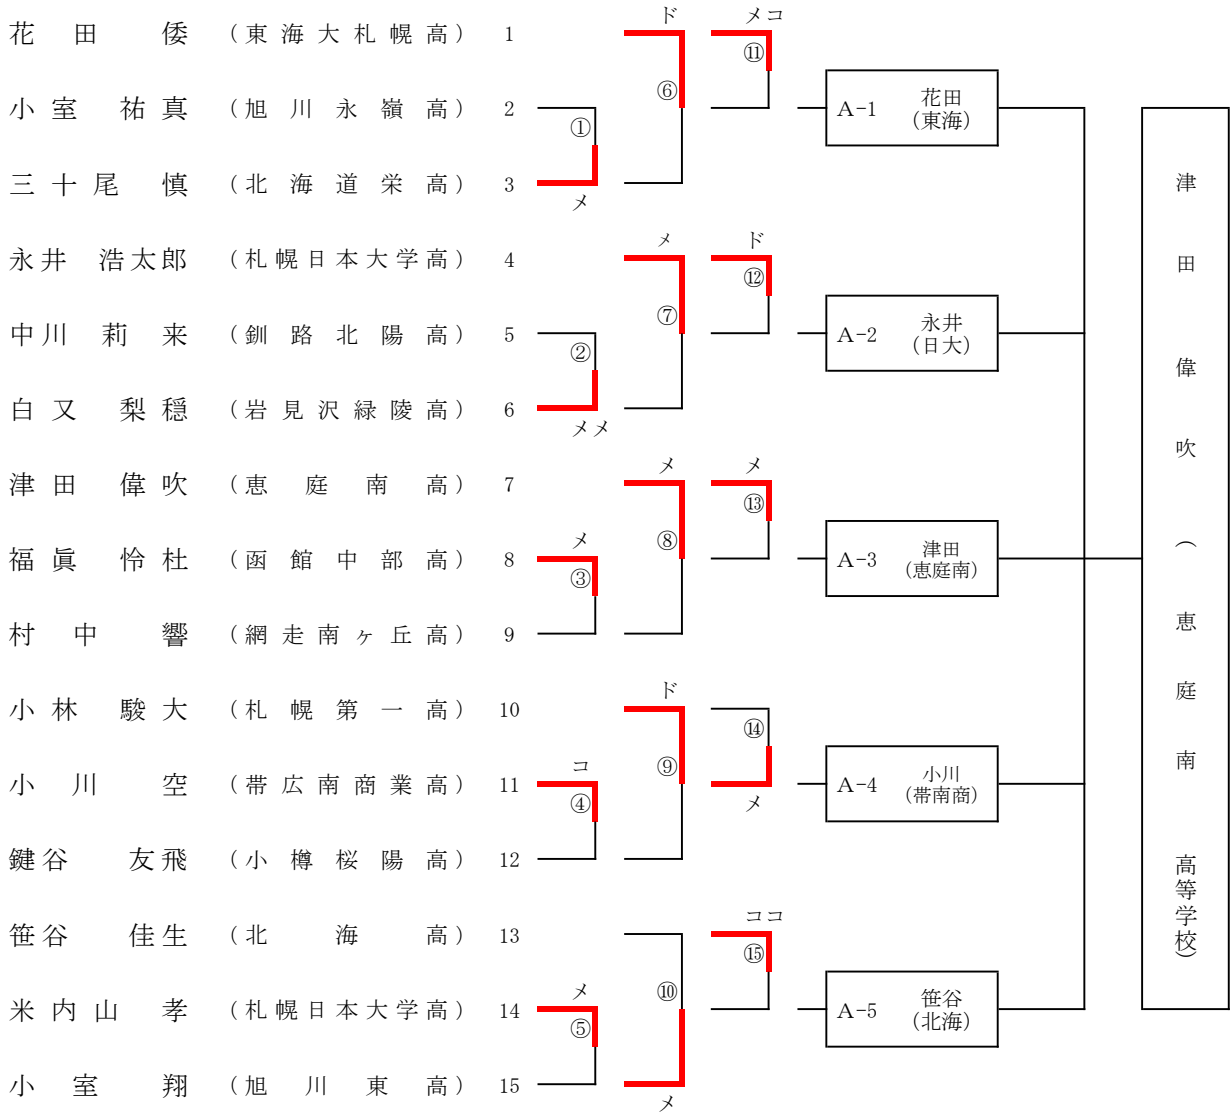 ド
メコ
花田 倭 (東海大札幌高) 1
⑪
⑥
A-1 花田
(東海)
小室 祐真 (旭川永嶺高) 2
①
三十尾 慎 (北海道栄高) 3
メ
メ
ド
永井 浩太郎 (札幌日本大学高) 4
⑫
⑦
A-2 永井
(日大)
中川 莉来 (釧路北陽高) 5
②
白又 梨穏 (岩見沢緑陵高) 6
メメ
メ
メ
津田 偉吹 (恵庭南高) 7
⑬
メ
⑧
A-3 津田
(恵庭南)
福眞 怜杜 (函館中部高) 8
③
村中 響 (網走南ヶ丘高) 9
ド
小林 駿大 (札幌第一高) 10
⑭
コ
⑨
A-4 小川
(帯南商)
小川 空 (帯広南商業高) 11
④
メ
鍵谷 友飛 (小樽桜陽高) 12
ココ
笹谷 佳生 (北海高) 13
⑮
メ
⑩
A-5 笹谷
(北海)
米内山 孝 (札幌日本大学高) 14
⑤
小室 翔 (旭川東高) 15
メ
津田偉吹(恵庭南 高等学校)